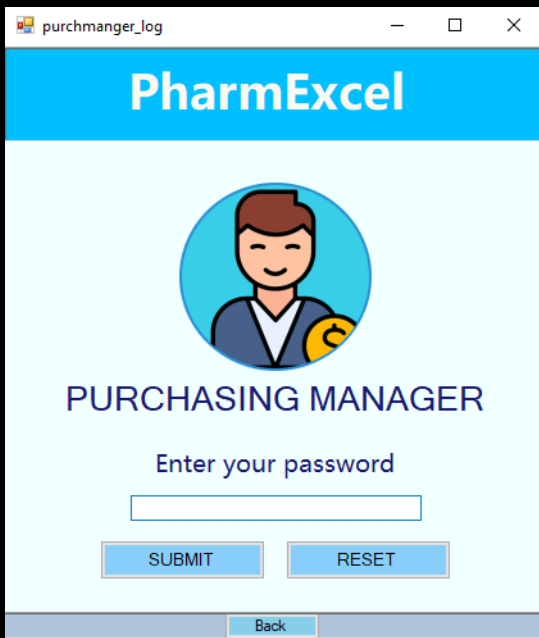 purchmanger_log
PharmExcel
$
PURCHASING MANAGER
Enter your password
SUBMIT RESET
Back